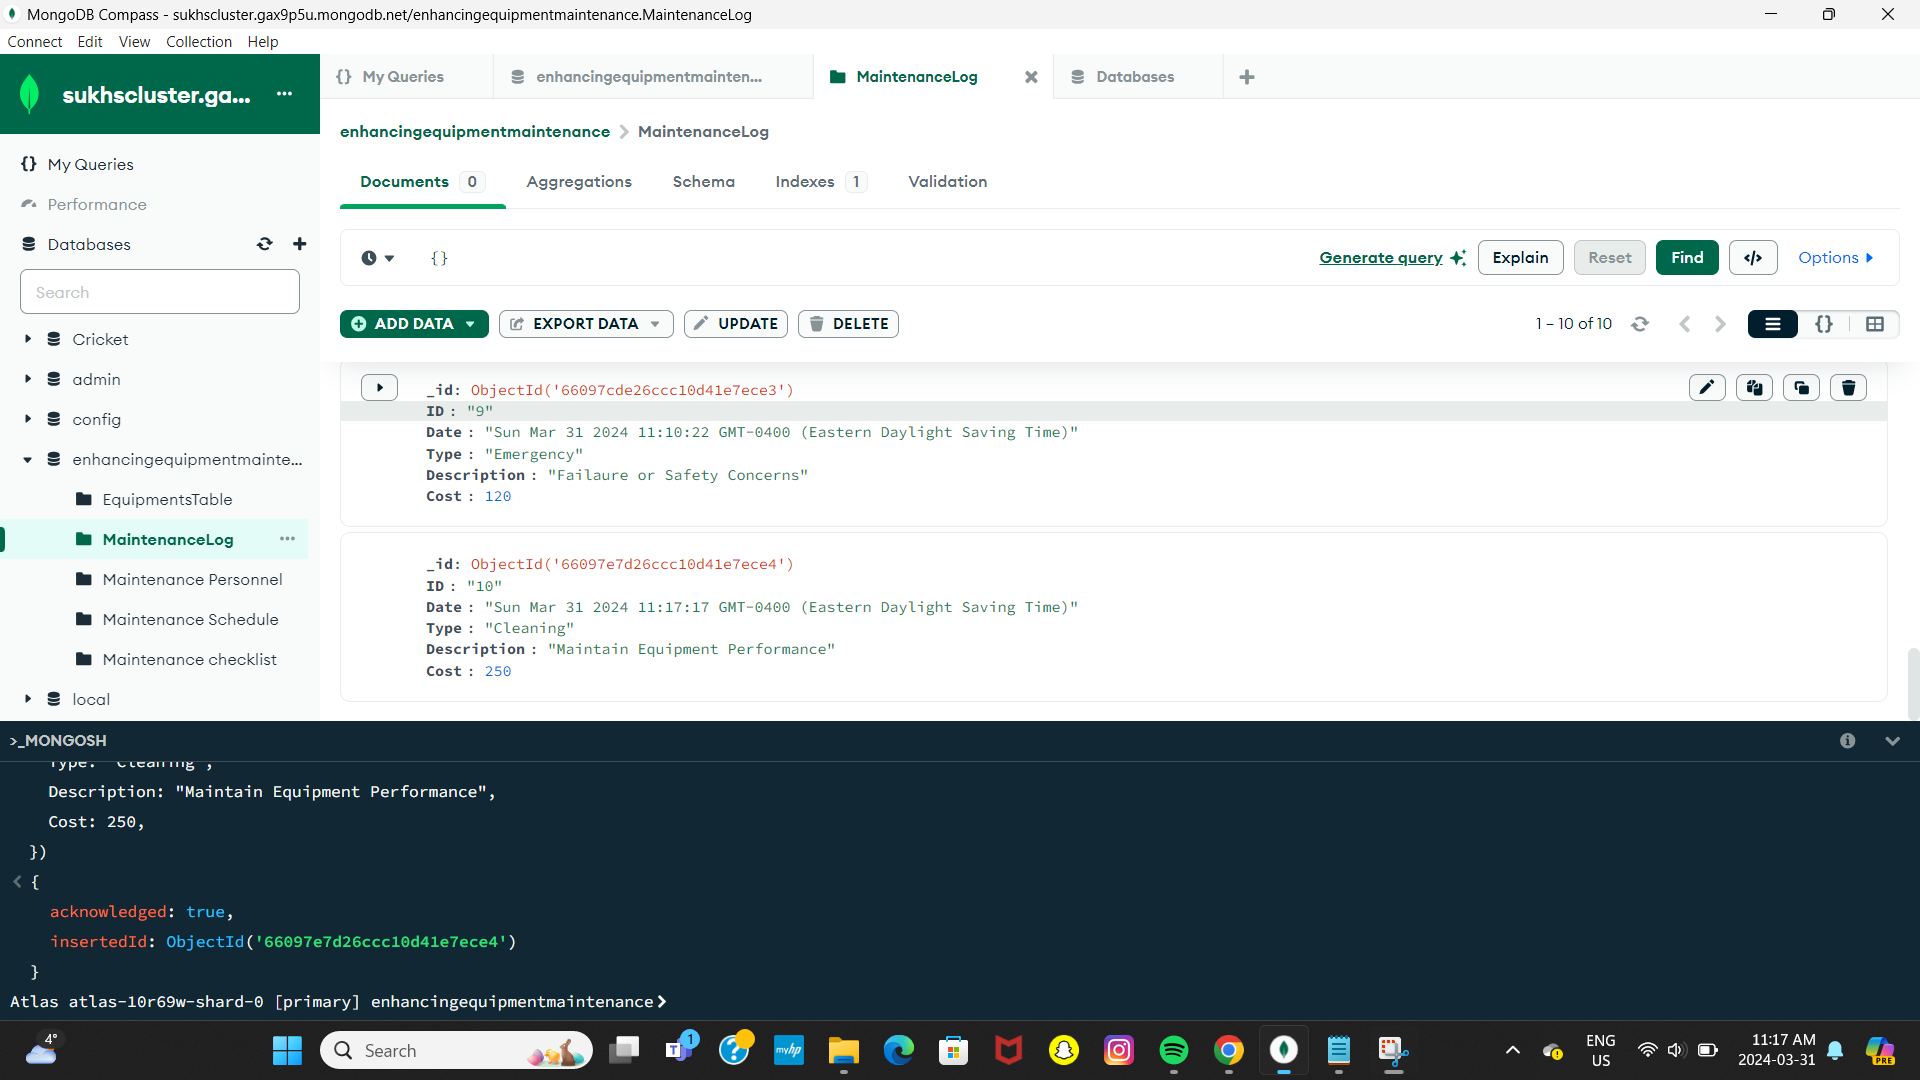 MongoDB Compass - sukhscluster.gax9p5u.mongodb.net/enhancingequipmentmaintenance.MaintenanceLog
Connect Edit View Collection Help
sukhscluster.ga... ...
{} My Queries
enhancingequipmentmainten...
MaintenanceLog
Databases
enhancingequipmentmaintenance > MaintenanceLog
My Queries
Performance
Databases
Search
Cricket
admin
config
enhancingequipmentmainte...
EquipmentsTable
MaintenanceLog ...
Maintenance Personnel
Maintenance Schedule
Maintenance checklist
local
Documents 0 Aggregations Schema Indexes 1 Validation
{} Generate query Explain Reset Find </> Options
ADD DATA EXPORT DATA UPDATE DELETE 1 – 10 of 10 {}
_id: ObjectId('66097cde26ccc10d41e7ece3')
ID : "9"
Date : "Sun Mar 31 2024 11:10:22 GMT-0400 (Eastern Daylight Saving Time)"
Type : "Emergency"
Description : "Failaure or Safety Concerns"
Cost : 120
_id: ObjectId('66097e7d26ccc10d41e7ece4')
ID : "10"
Date : "Sun Mar 31 2024 11:17:17 GMT-0400 (Eastern Daylight Saving Time)"
Type : "Cleaning"
Description : "Maintain Equipment Performance"
Cost : 250
>_MONGOSH
Type: "Cleaning",
Description: "Maintain Equipment Performance",
Cost: 250,
})
< {
acknowledged: true,
insertedId: ObjectId('66097e7d26ccc10d41e7ece4')
}
Atlas atlas-10r69w-shard-0 [primary] enhancingequipmentmaintenance>
4°
Search
1
myhp
ENG
US
11:17 AM
2024-03-31
PRE